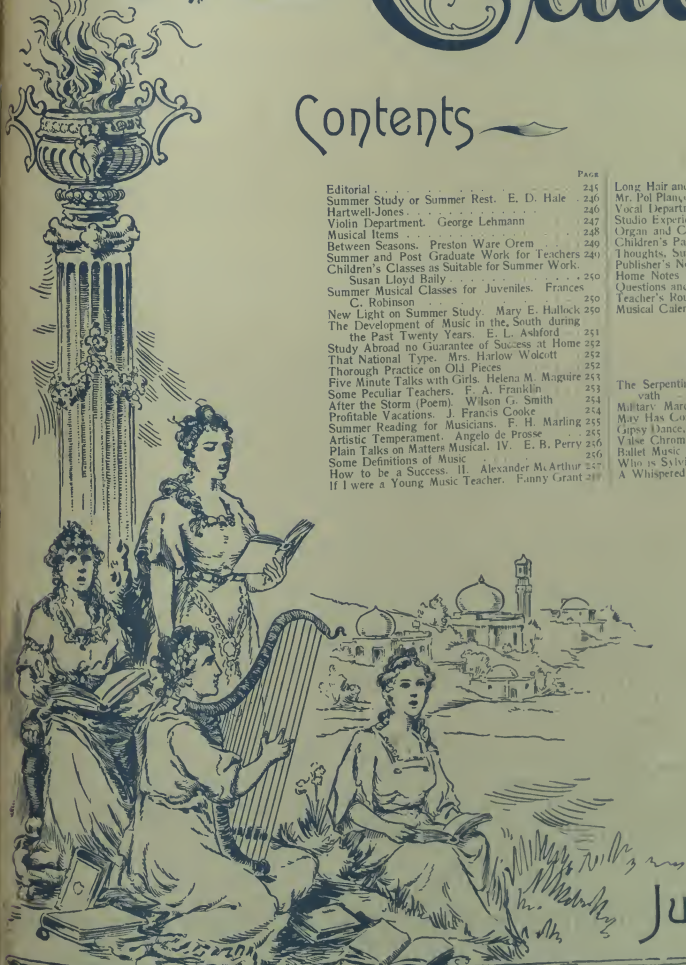 Contents
PAGE
Editorial . . . . . . . . . . . 245
Summer Study or Summer Rest. E. D. Hale . 246
Hartwell-Jones . . . . . . . . . . 246
Violin Department. George Lehmann . . 247
Musical Items . . . . . . . . . . 248
Between Seasons. Preston Ware Orem . . . 249
Summer and Post Graduate Work for Teachers 249
Children's Classes as Suitable for Summer Work.
Susan Lloyd Baily . . . . . . . . . 250
Summer Musical Classes for Juveniles. Frances
C. Robinson . . . . . . . . . . 250
New Light on Summer Study. Mary E. Hallock 250
The Development of Music in the South during
the Past Twenty Years. E. L. Ashford . . 251
Study Abroad no Guarantee of Success at Home 252
That National Type. Mrs. Harlow Wolcott . . 252
Thorough Practice on Old Pieces . . . . . 252
Five Minute Talks with Girls. Helena M. Maguire 253
Some Peculiar Teachers. F. A. Franklin . . 253
After the Storm (Poem). Wilson G. Smith . . 254
Profitable Vacations. J. Francis Cooke . . . 254
Summer Reading for Musicians. F. H. Marling 255
Artistic Temperament. Angelo de Prosse . . 255
Plain Talks on Matters Musical. IV. E. B. Perry 256
Some Definitions of Music . . . . . . . 256
How to be a Success. II. Alexander McArthur 257
If I were a Young Music Teacher. Fanny Grant
Long Hair and
Mr. Pol Plan
Vocal Departm
Studio Experi
Organ and C
Children's Pa
Thoughts, Su
Publisher's No
Home Notes
Questions and
Teacher's Rou
Musical Calen
The Serpentin
vath
Military Marc
May Has Co
Gipsy Dance,
Valse Chrom
Ballet Music
Who is Sylvi
A Whispered
Ju